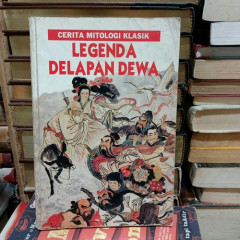 CERITA MITOLOGI KLASIK
LEGENDA
DELAPAN DEWA